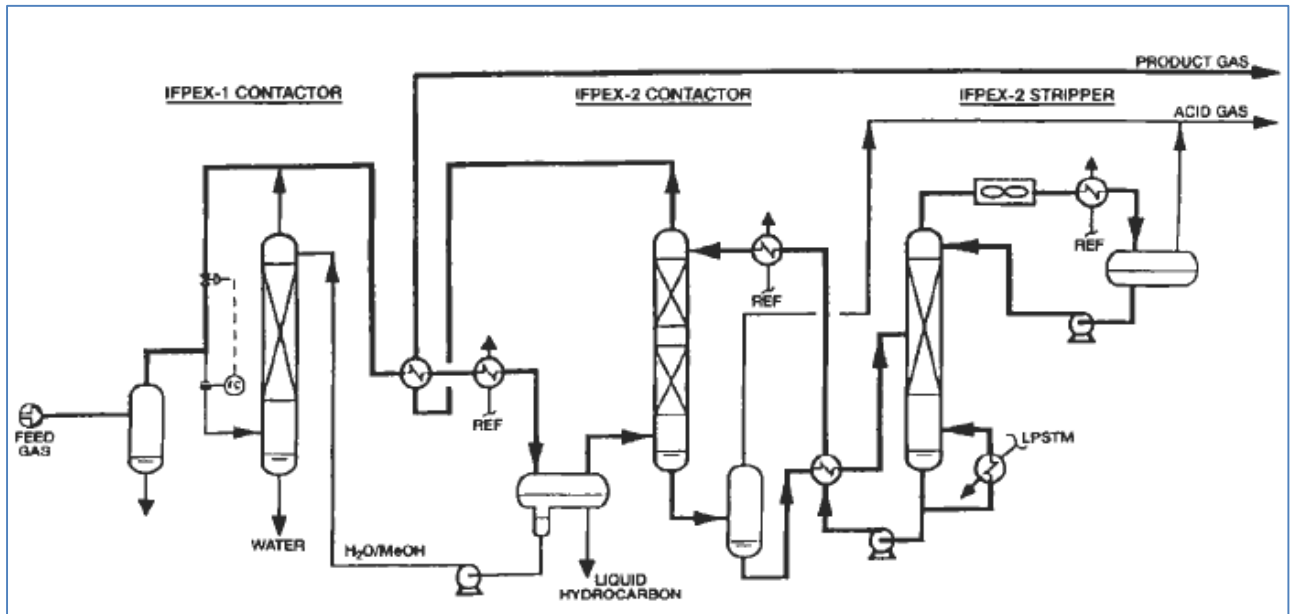 PRODUCT GAS
IFPEX-1 CONTACTOR
IFPEX-2 CONTACTOR
IFPEX-2 STRIPPER
ACID GAS
REF
REF
FC
REF
FEED
GAS
LPSTM
WATER
H₂O/MeOH
LIQUID
HYDROCARBON